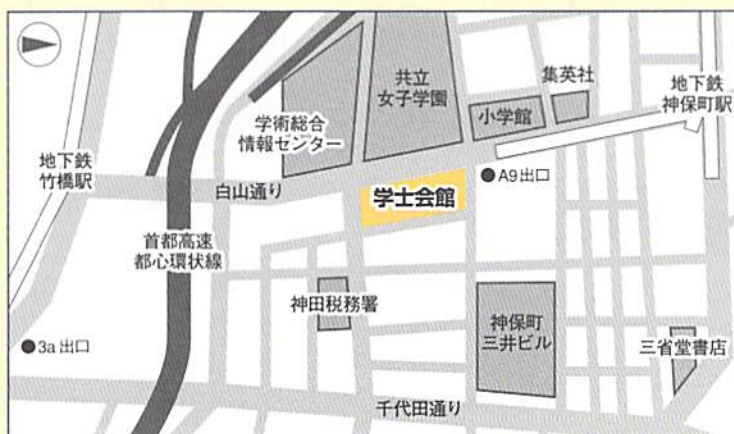 共立
女子学園
集英社
地下鉄
神保町駅
小学館
学術総合
情報センター
地下鉄
竹橋駅
A9出口
白山通り
学士会館
首都高速
都心環状線
神田税務署
神保町
三井ビル
3a出口
三省堂書店
千代田通り